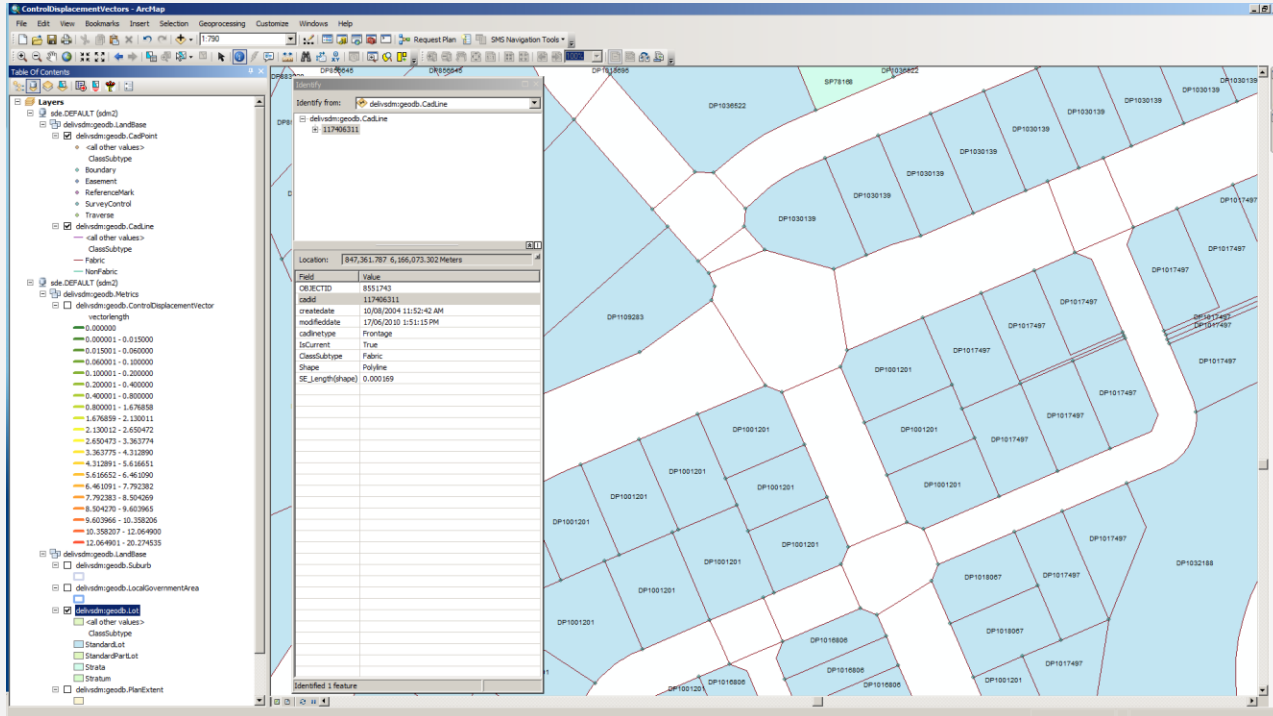 ControlDisplacementVectors - ArcMap
File Edit View Bookmarks Insert Selection Geoprocessing Customize Windows Help
1:790
Request Plan
SMS Navigation Tools
Table Of Contents
Layers
sde.DEFAULT (sdm2)
delivsdm:geodb.LandBase
delivsdm:geodb.CadPoint
<all other values>
ClassSubtype
Boundary
Easement
ReferenceMark
SurveyControl
Traverse
delivsdm:geodb.CadLine
<all other values>
ClassSubtype
Fabric
NonFabric
sde.DEFAULT (sdm2)
delivsdm:geodb.Metrics
delivsdm:geodb.ControlDisplacementVector
vectorlength
0.000000
0.000001 - 0.015000
0.015001 - 0.060000
0.060001 - 0.100000
0.100001 - 0.200000
0.200001 - 0.400000
0.400001 - 0.800000
0.800001 - 1.676858
1.676859 - 2.130011
2.130012 - 2.650472
2.650473 - 3.363774
3.363775 - 4.312890
4.312891 - 5.616651
5.616652 - 6.461090
6.461091 - 7.792382
7.792383 - 8.504269
8.504270 - 9.603965
9.603966 - 10.358206
10.358207 - 12.064900
12.064901 - 20.274535
delivsdm:geodb.LandBase
delivsdm:geodb.Suburb
delivsdm:geodb.LocalGovernmentArea
delivsdm:geodb.Lot
<all other values>
ClassSubtype
StandardLot
StandardPartLot
Strata
Stratum
delivsdm:geodb.PlanExtent
Identify
Identify from: delivsdm:geodb.CadLine
delivsdm:geodb.CadLine
117406311
Location: 847,361.787 6,166,073.302 Meters
Field Value
OBJECTID 8551743
cadid 117406311
createdate 10/08/2004 11:52:42 AM
modifieddate 17/06/2010 1:51:15 PM
cadlinetype Frontage
IsCurrent True
ClassSubtype Fabric
Shape Polyline
SE_Length(shape) 0.000169
Identified 1 feature
SP78166
DP1036522
DP1030139
DP1030139
DP1030139
DP1030139
DP1030139
DP1030139
DP1030139
DP1030139
DP1030139
DP1017497
DP1017497
DP1017497
DP1017497
DP1109283
DP1017497
DP1017497
DP1017497
DP1017497
DP1001201
DP1017497
DP1017497
DP1017497
DP1001201
DP1001201
DP1017497
DP1001201
DP1001201
DP1001201
DP1001201
DP1001201
DP1001201
DP1001201
DP1017497
DP1001201
DP1032188
DP1018067
DP1017497
DP1001201
DP1001201
DP1018067
DP1016806
DP1017497
DP1016806
DP1016806
DP1001201
DP1001201